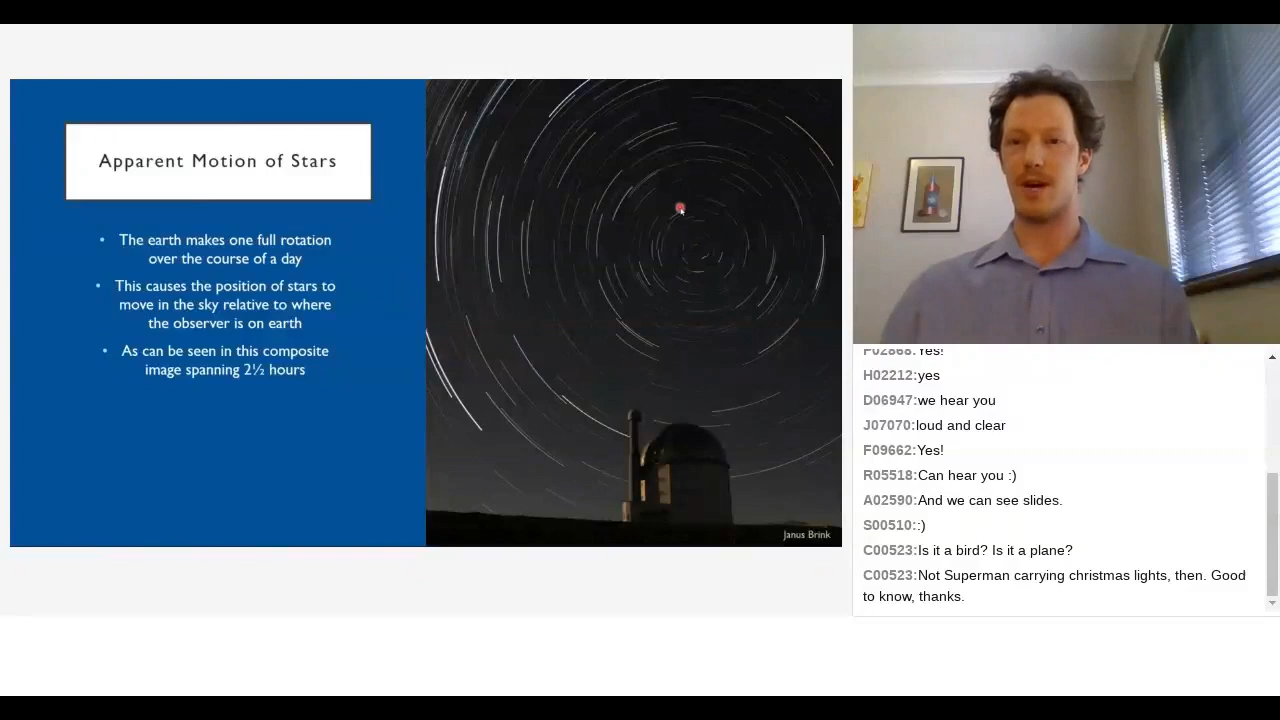 Apparent Motion of Stars
• The earth makes one full rotation
over the course of a day
• This causes the position of stars to
move in the sky relative to where
the observer is on earth
• As can be seen in this composite
image spanning 2½ hours
Janus Brink
F02868:Yes!
H02212:yes
D06947:we hear you
J07070:loud and clear
F09662:Yes!
R05518:Can hear you :)
A02590:And we can see slides.
S00510::)
C00523:Is it a bird? Is it a plane?
C00523:Not Superman carrying christmas lights, then. Good
to know, thanks.